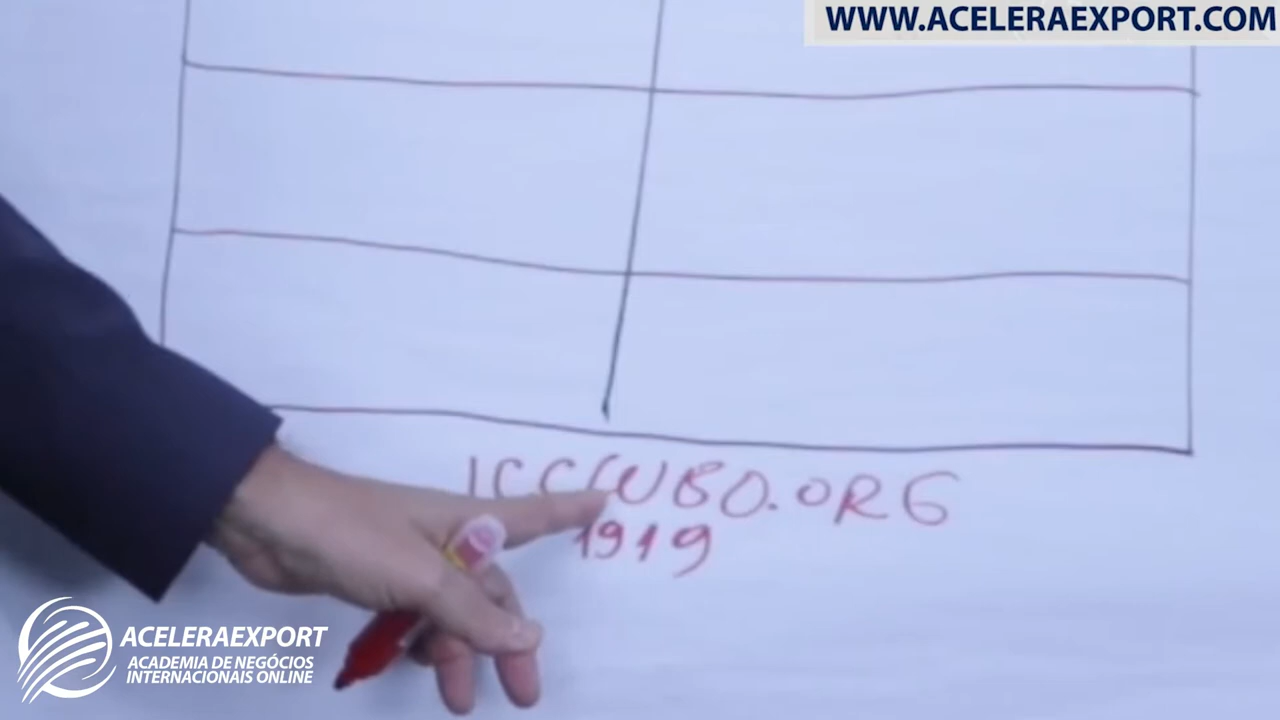 WWW.ACELERAEXPORT.COM
ICCWBO.ORG
1919
ACELERAEXPORT
ACADEMIA DE NEGÓCIOS
INTERNACIONAIS ONLINE